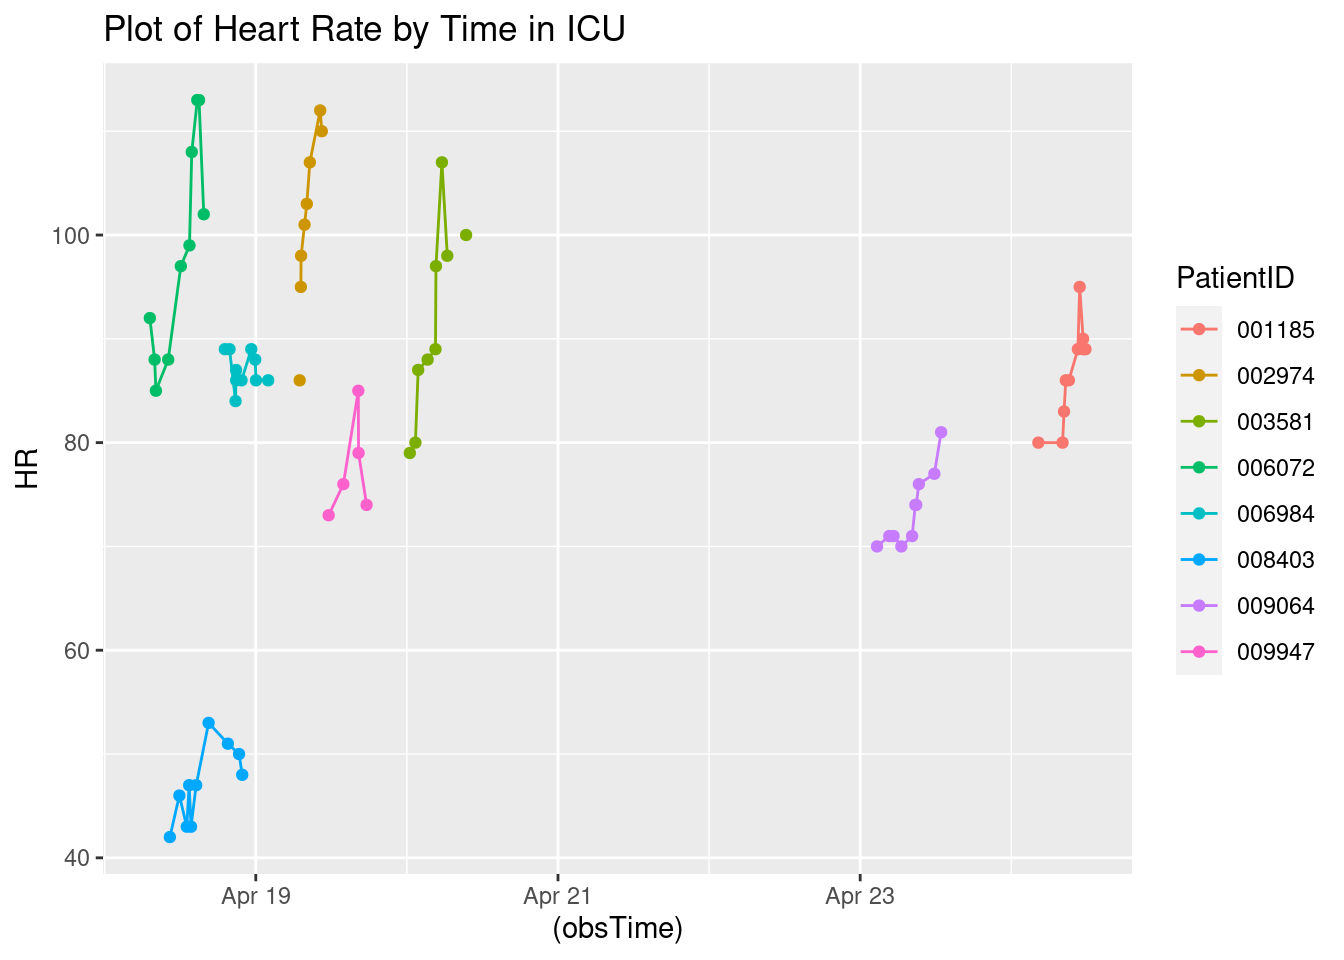 Plot of Heart Rate by Time in ICU
HR
100
80
60
40
Apr 19
Apr 21
Apr 23
(obsTime)
PatientID
001185
002974
003581
006072
006984
008403
009064
009947